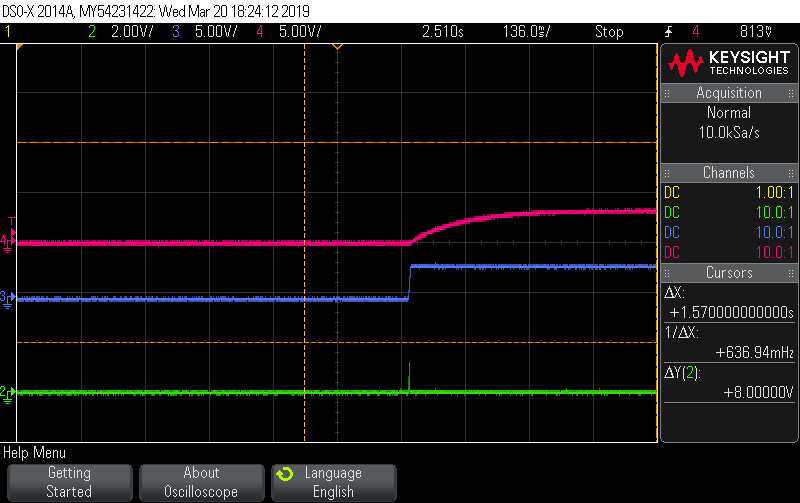 DSO-X 2014A, MY54231422: Wed Mar 20 18:24:12 2019
1 2 2.00V/ 3 5.00V/ 4 5.00V/ 2.510s 136.0ms/ Stop 4 813mV
KEYSIGHT
TECHNOLOGIES
Acquisition
Normal
10.0kSa/s
Channels
DC 1.00:1
DC 10.0:1
DC 10.0:1
DC 10.0:1
Cursors
ΔX:
+1.570000000000s
1/ΔX:
+636.94mHz
ΔY(2):
+8.00000V
T
4
3
2
Help Menu
Getting
Started
About
Oscilloscope
Language
English